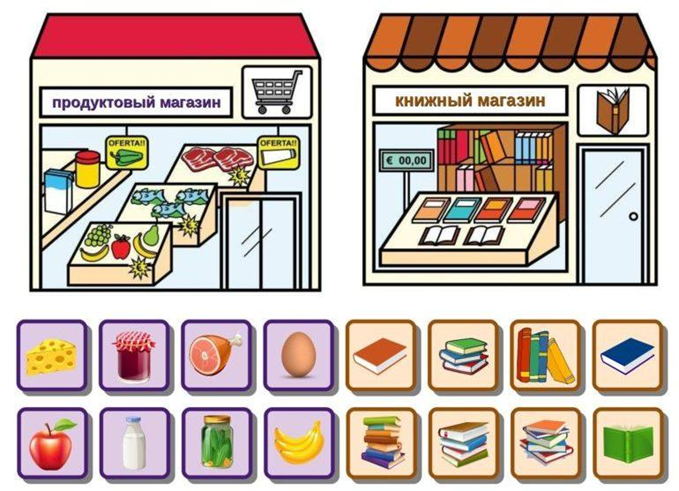 продуктовый магазин
OFERTA!!
OFERTA!!
книжный магазин
€ 00,00